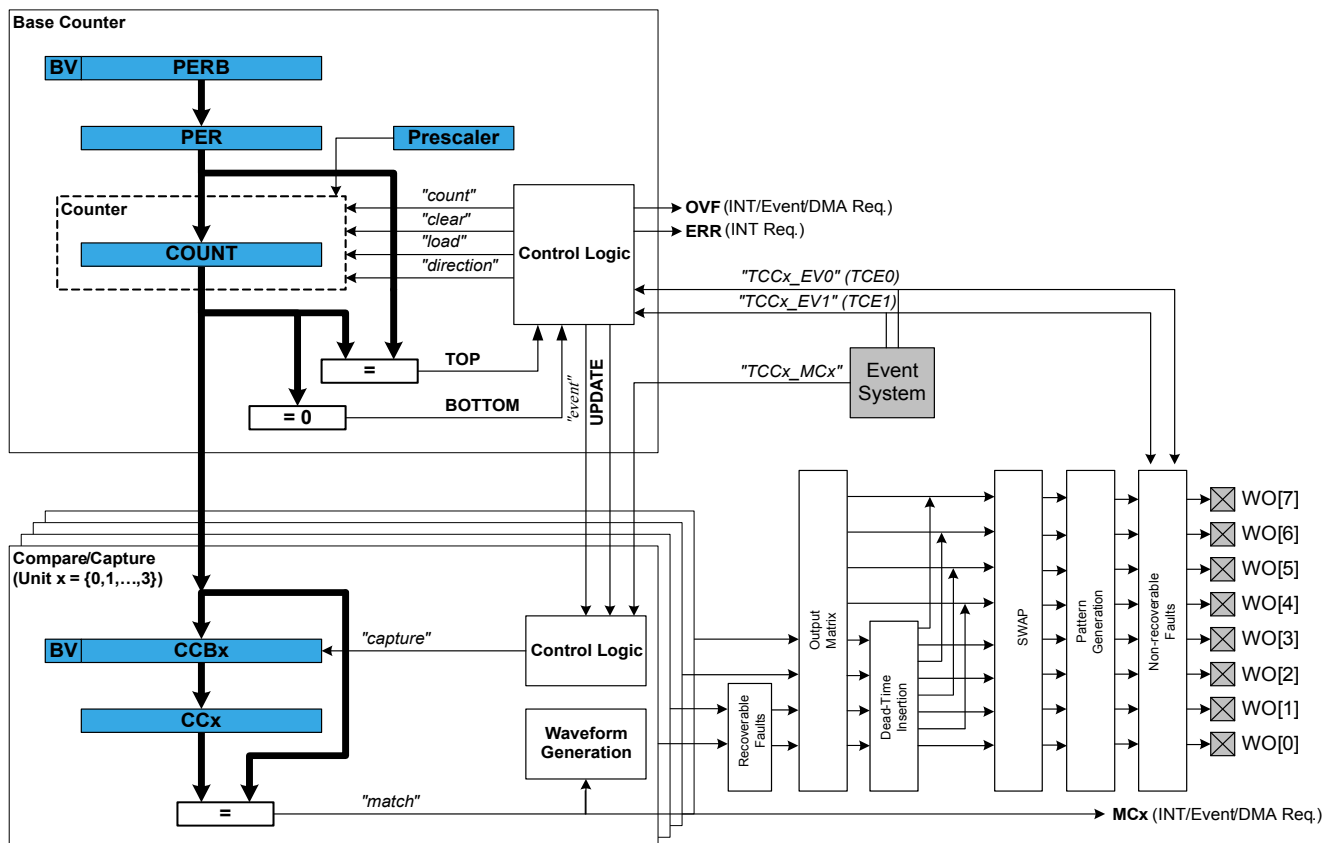 Base Counter
BV
PERB
PER
Prescaler
Counter
COUNT
"count"
"clear"
"load"
"direction"
Control Logic
OVF (INT/Event/DMA Req.)
ERR (INT Req.)
"TCCx_EV0" (TCE0)
"TCCx_EV1" (TCE1)
"TCCx_MCx"
Event
System
=
TOP
= 0
BOTTOM
"event"
UPDATE
Compare/Capture
(Unit x = {0,1,…,3})
BV
CCBx
"capture"
Control Logic
CCx
Waveform
Generation
=
"match"
Recoverable
Faults
Output
Matrix
Dead-Time
Insertion
SWAP
Pattern
Generation
Non-recoverable
Faults
WO[7]
WO[6]
WO[5]
WO[4]
WO[3]
WO[2]
WO[1]
WO[0]
MCx (INT/Event/DMA Req.)